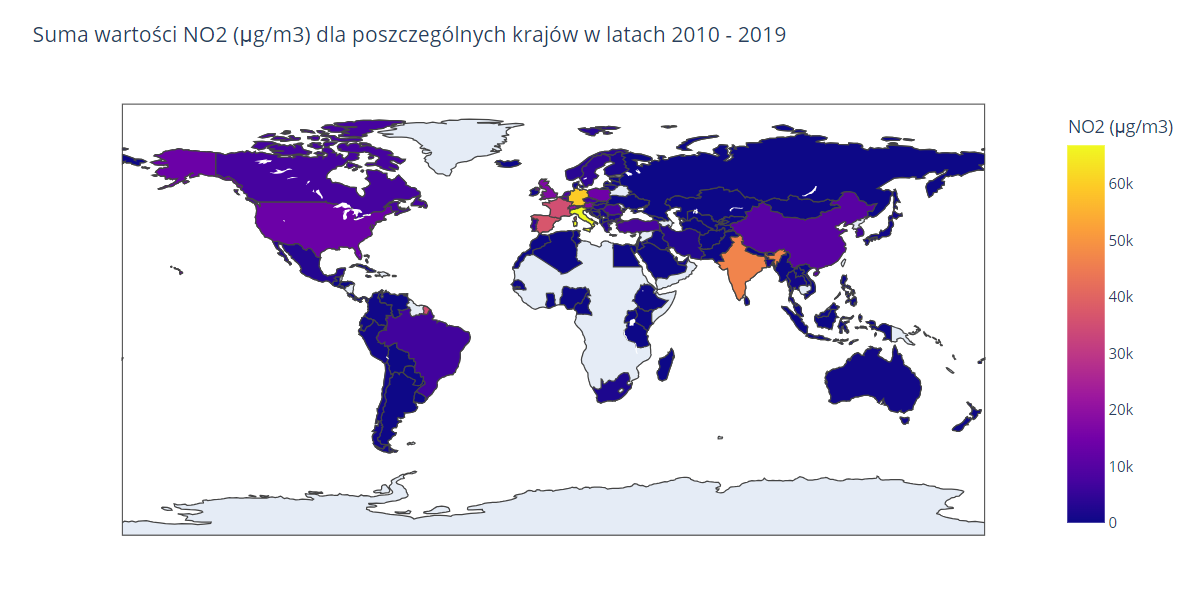 Suma wartości NO2 (μg/m3) dla poszczególnych krajów w latach 2010 - 2019
NO2 (μg/m3)
60k
50k
40k
30k
20k
10k
0